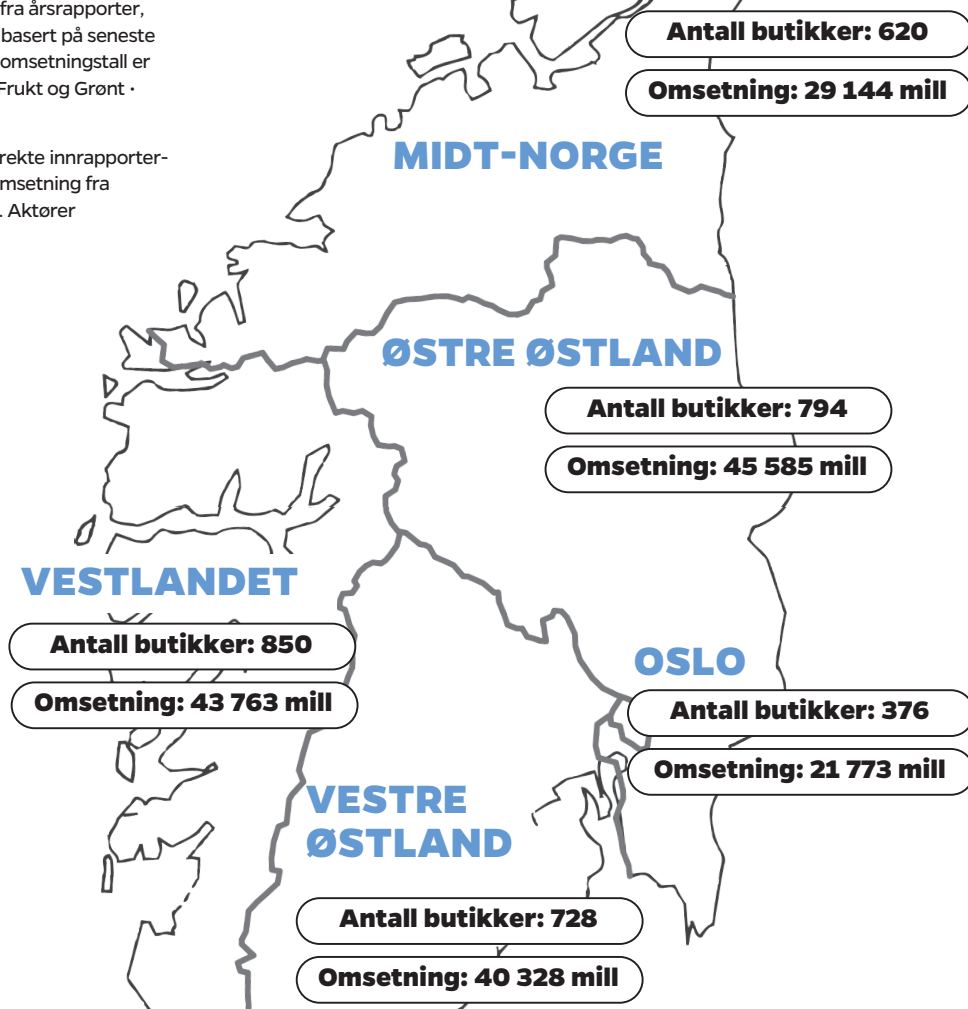 fra årsrapporter,
basert på seneste
omsetningstall er
Frukt og Grønt •
rekte innrapporter-
msetning fra
. Aktører
Antall butikker: 620
Omsetning: 29 144 mill
MIDT-NORGE
ØSTRE ØSTLAND
Antall butikker: 794
Omsetning: 45 585 mill
VESTLANDET
Antall butikker: 850
Omsetning: 43 763 mill
OSLO
Antall butikker: 376
Omsetning: 21 773 mill
VESTRE
ØSTLAND
Antall butikker: 728
Omsetning: 40 328 mill